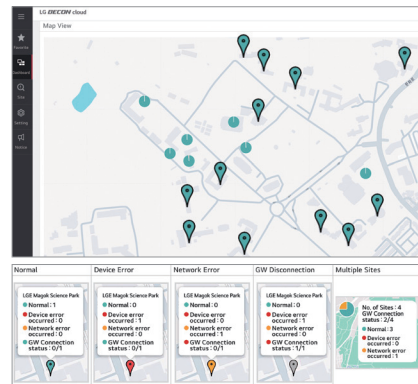 LG BECON cloud
Map View
Favorite
Dashboard
Setting
Notice
Normal
LGE Magok Science Park
Normal : 1
Device error
occurred : 0
Network error
occurred : 0
GW Connection
status : 0/1
Device Error
LGE Magok Science Park
Normal : 0
Device error
occurred : 1
Network error
occurred : 0
GW Connection
status : 0/1
Network Error
LGE Magok Science Park
Normal : 0
Device error
occurred : 0
Network error
occurred : 1
GW Connection
status : 0/1
GW Disconnection
LGE Magok Science Park
Normal : 0
Device error
occurred : 0
Network error
occurred : 0
GW Connection
status : 1/1
Multiple Sites
No. of Sites : 4
GW Connection
status : 2/4
Normal : 3
Device error
occurred : 0
Network error
occurred : 1